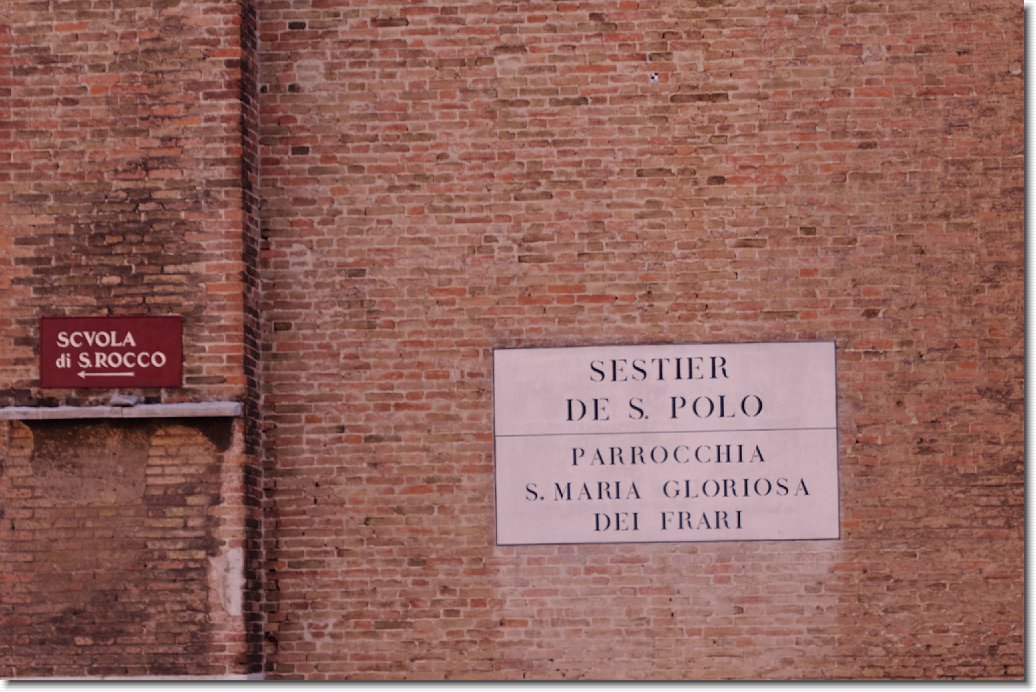 SCVOLA
di S.ROCCO
SESTIER
DE S. POLO
PARROCCHIA
S. MARIA GLORIOSA
DEI FRARI